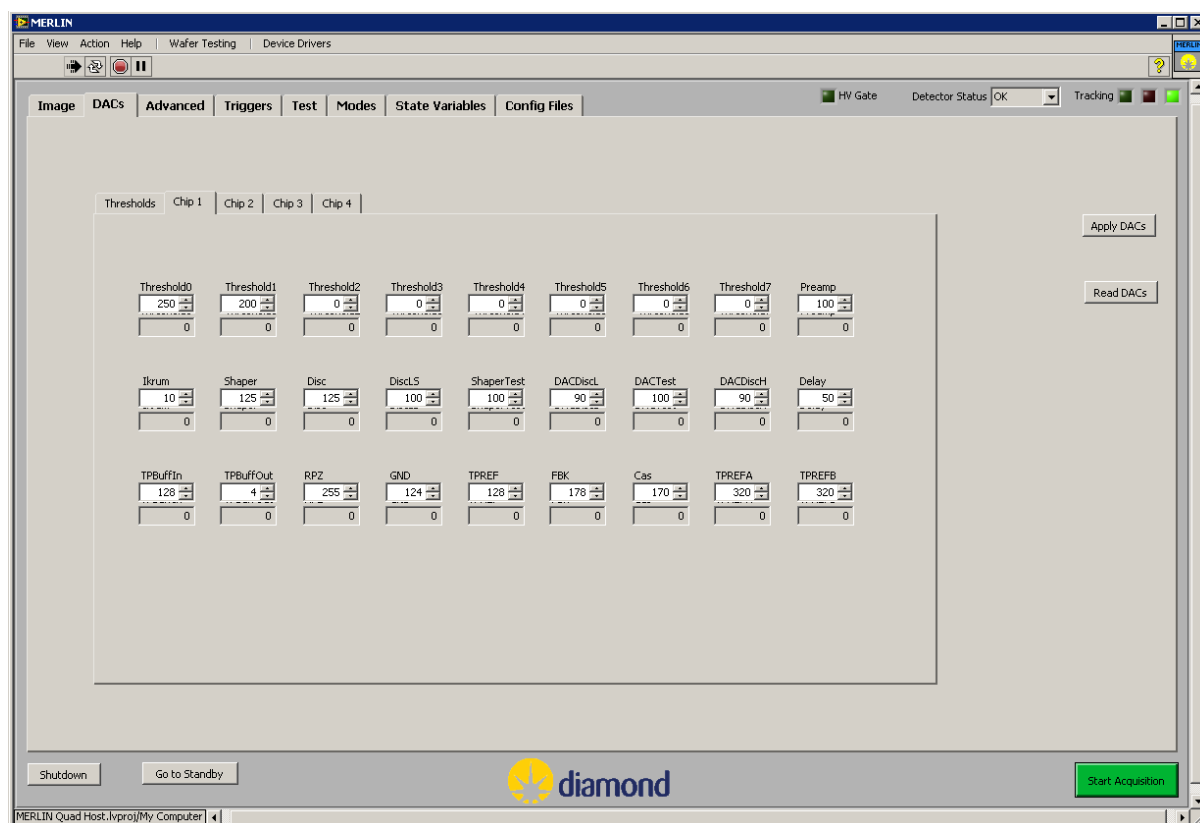 MERLIN
File View Action Help | Wafer Testing | Device Drivers
MERLIN
Image DACs Advanced Triggers Test Modes State Variables Config Files
HV Gate Detector Status OK Tracking
Thresholds Chip 1 Chip 2 Chip 3 Chip 4
Apply DACs
Read DACs
Threshold0 Threshold1 Threshold2 Threshold3 Threshold4 Threshold5 Threshold6 Threshold7 Preamp
250 200 0 0 0 0 0 0 100
0 0 0 0 0 0 0 0 0
Ikrum Shaper Disc DiscLS ShaperTest DACDiscL DACTest DACDiscH Delay
10 125 125 100 100 90 100 90 50
0 0 0 0 0 0 0 0 0
TPBuffIn TPBuffOut RPZ GND TPREF FBK Cas TPREFA TPREFB
128 4 255 124 128 178 170 320 320
0 0 0 0 0 0 0 0 0
Shutdown Go to Standby diamond Start Acquisition
MERLIN Quad Host.lvproj/My Computer